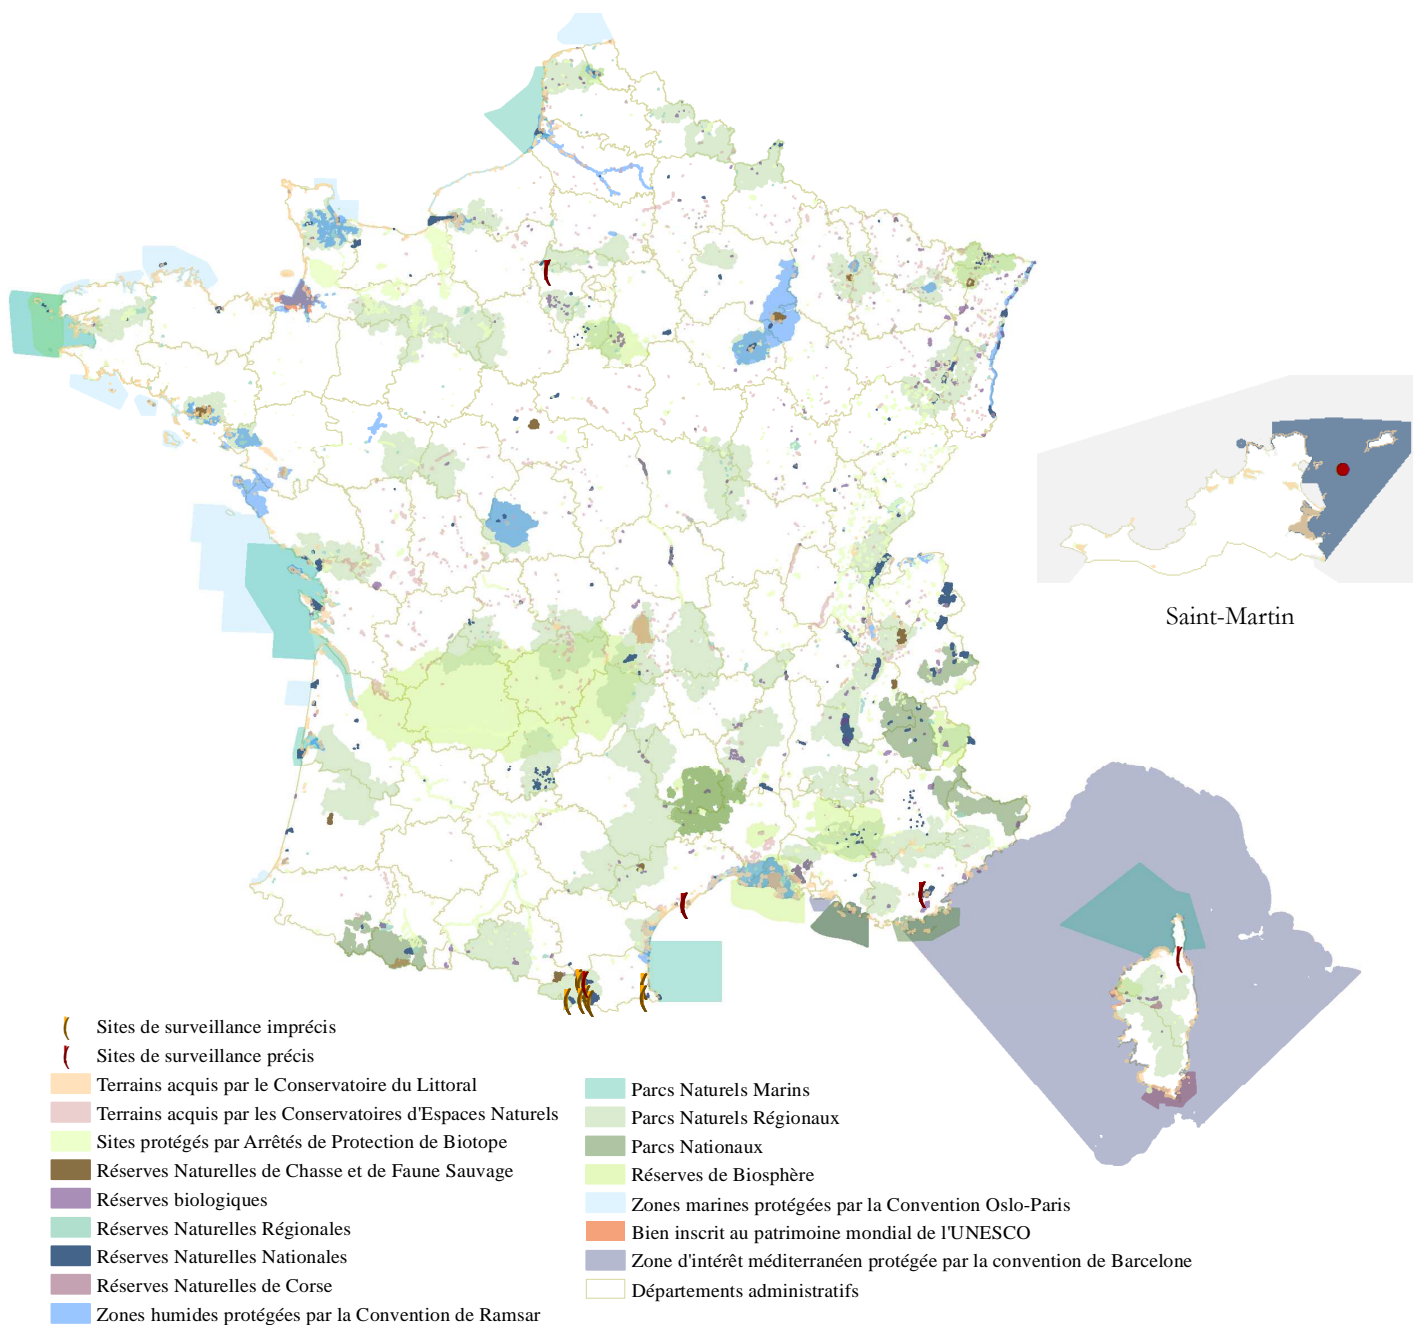 Saint-Martin
Sites de surveillance imprécis
Sites de surveillance précis
Terrains acquis par le Conservatoire du Littoral
Terrains acquis par les Conservatoires d'Espaces Naturels
Sites protégés par Arrêtés de Protection de Biotope
Réserves Naturelles de Chasse et de Faune Sauvage
Réserves biologiques
Réserves Naturelles Régionales
Réserves Naturelles Nationales
Réserves Naturelles de Corse
Zones humides protégées par la Convention de Ramsar
Parcs Naturels Marins
Parcs Naturels Régionaux
Parcs Nationaux
Réserves de Biosphère
Zones marines protégées par la Convention Oslo-Paris
Bien inscrit au patrimoine mondial de l'UNESCO
Zone d'intérêt méditerranéen protégée par la convention de Barcelone
Départements administratifs